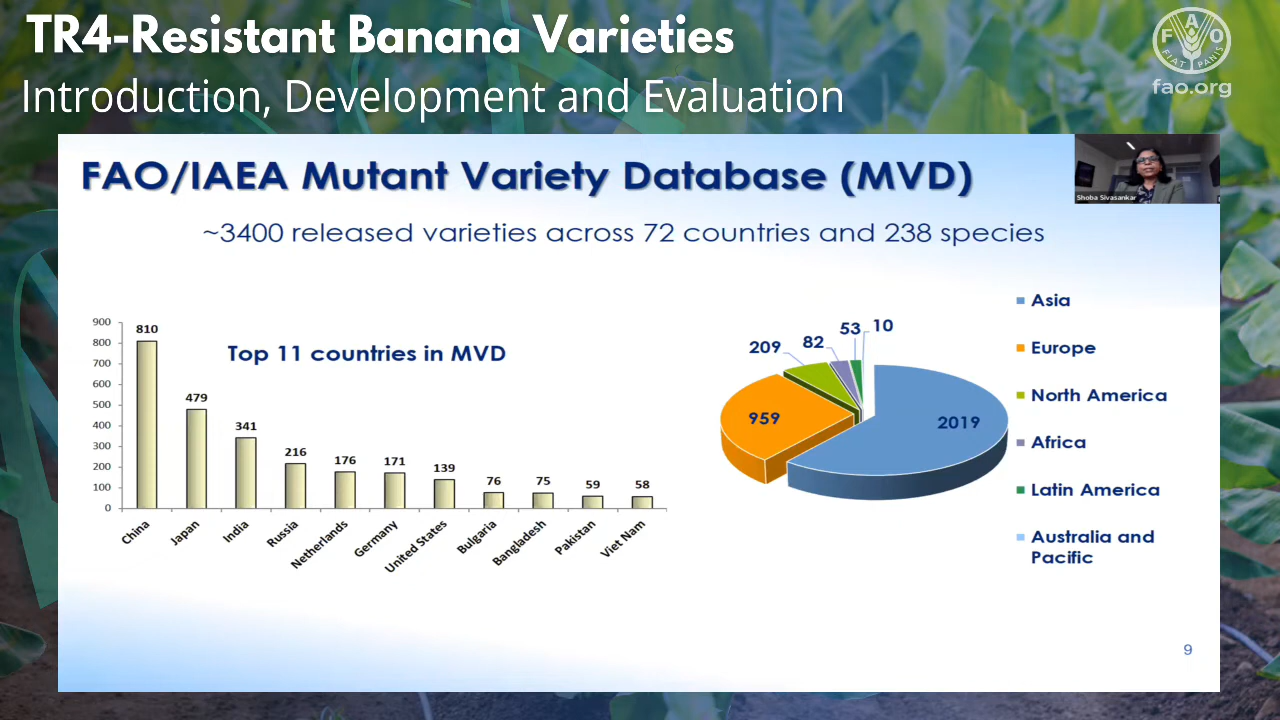 TR4-Resistant Banana Varieties
Introduction, Development and Evaluation
FAO
FIAT PANIS
fao.org
FAO/IAEA Mutant Variety Database (MVD)
Shoba Sivasankar
~3400 released varieties across 72 countries and 238 species
Top 11 countries in MVD
900
800
700
600
500
400
300
200
100
0
810
479
341
216
176
171
139
76
75
59
58
China
Japan
India
Russia
Netherlands
Germany
United States
Bulgaria
Bangladesh
Pakistan
Viet Nam
209
82
53
10
959
2019
Asia
Europe
North America
Africa
Latin America
Australia and
Pacific
9